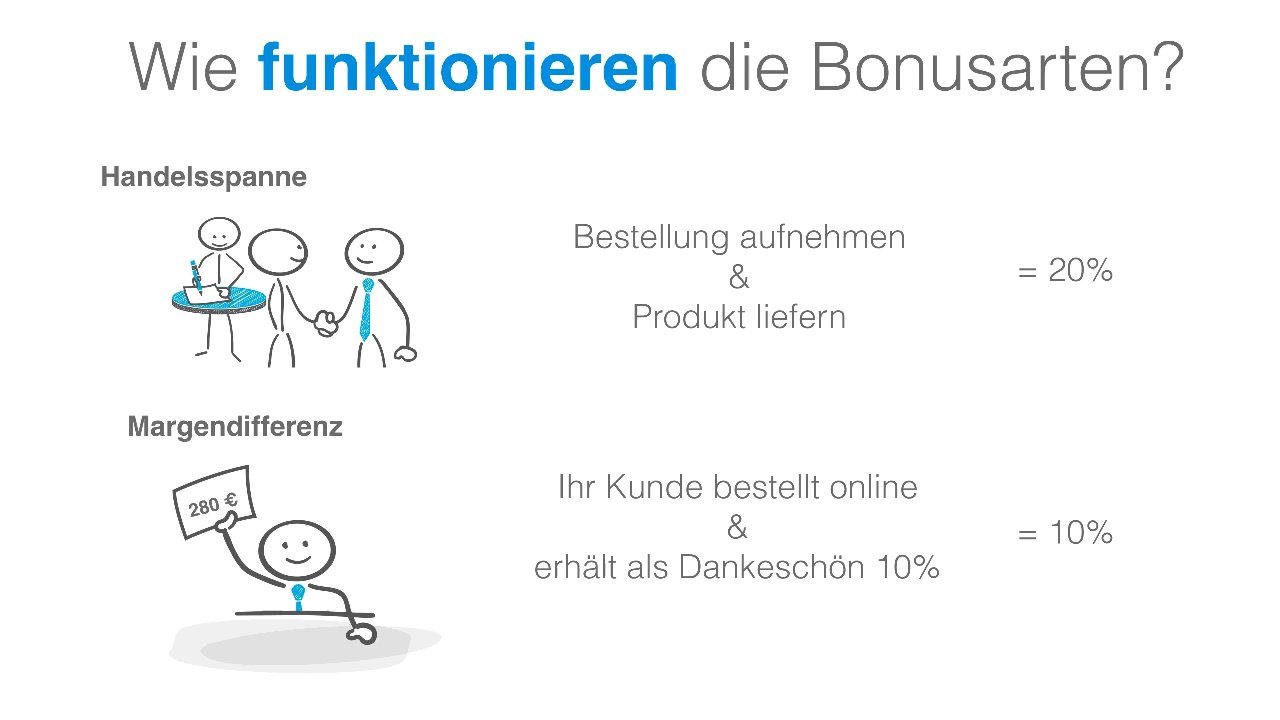 Wie funktionieren die Bonusarten?
Handelsspanne
Bestellung aufnehmen
&
Produkt liefern
= 20%
Margendifferenz
280 €
Ihr Kunde bestellt online
&
erhält als Dankeschön 10%
= 10%